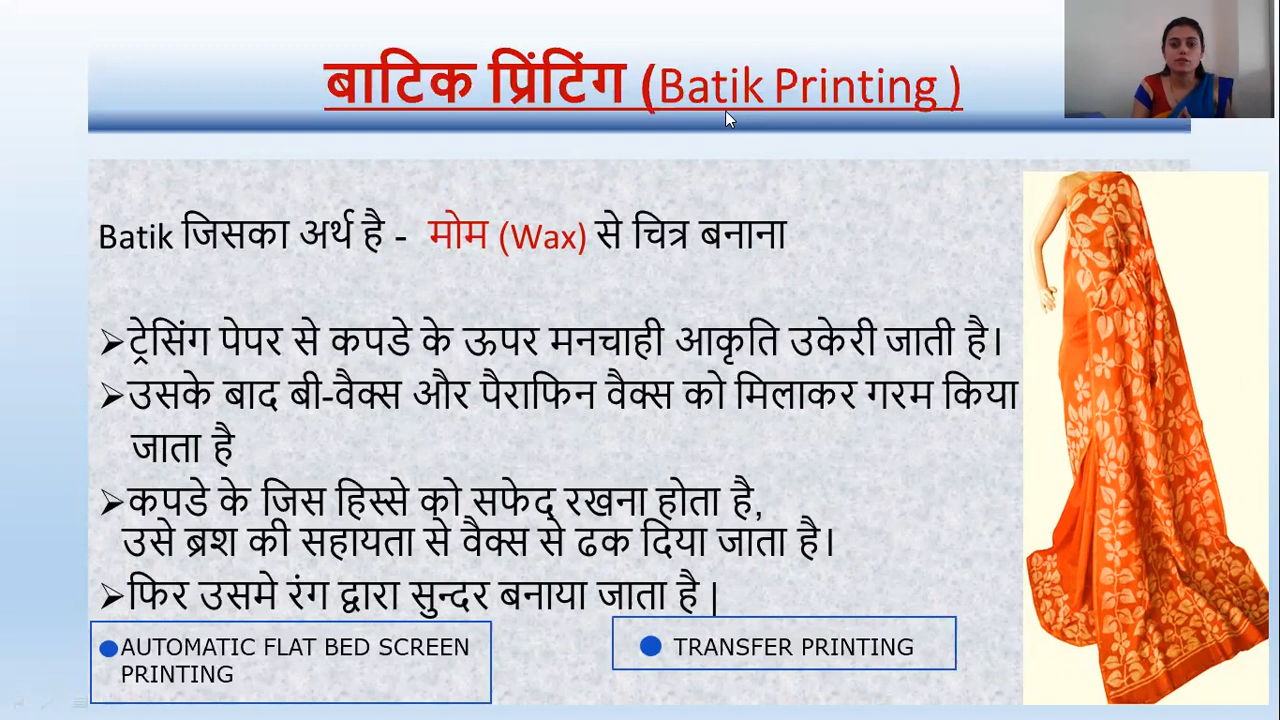 बाटिक प्रिंटिंग (Batik Printing )
Batik जिसका अर्थ है - मोम (Wax) से चित्र बनाना
➢ट्रेसिंग पेपर से कपडे के ऊपर मनचाही आकृति उकेरी जाती है।
➢उसके बाद बी-वैक्स और पैराफिन वैक्स को मिलाकर गरम किया
जाता है
➢कपडे के जिस हिस्से को सफेद रखना होता है,
उसे ब्रश की सहायता से वैक्स से ढक दिया जाता है।
➢फिर उसमे रंग द्वारा सुन्दर बनाया जाता है |
● AUTOMATIC FLAT BED SCREEN
PRINTING
● TRANSFER PRINTING